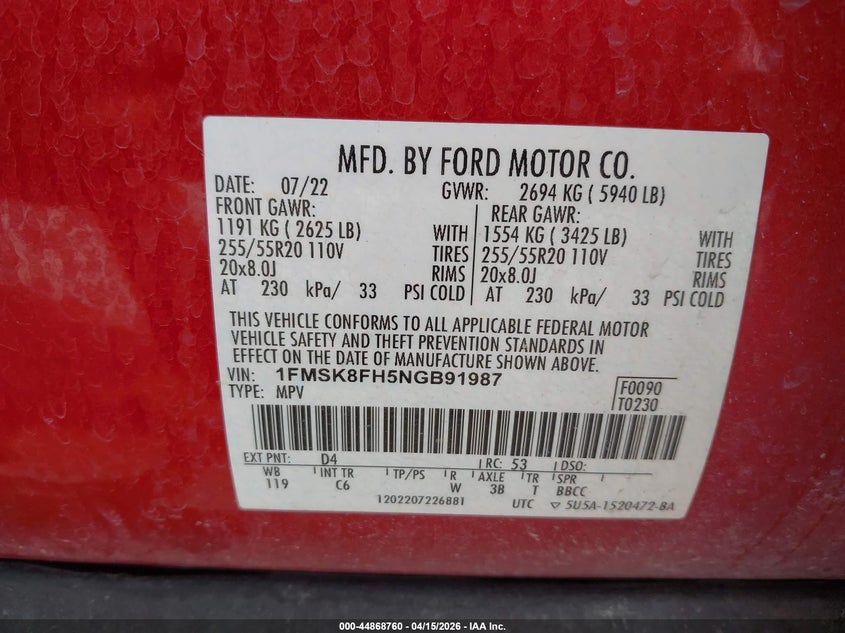 MFD. BY FORD MOTOR CO.
DATE: 07/22 GVWR: 2694 KG ( 5940 LB)
FRONT GAWR: REAR GAWR:
1191 KG ( 2625 LB) WITH 1554 KG ( 3425 LB) WITH
255/55R20 110V TIRES 255/55R20 110V TIRES
20x8.0J RIMS 20x8.0J RIMS
AT 230 kPa/ 33 PSI COLD AT 230 kPa/ 33 PSI COLD
THIS VEHICLE CONFORMS TO ALL APPLICABLE FEDERAL MOTOR
VEHICLE SAFETY AND THEFT PREVENTION STANDARDS IN
EFFECT ON THE DATE OF MANUFACTURE SHOWN ABOVE.
VIN: 1FMSK8FH5NGB91987 F0090
TYPE: MPV T0230
EXT PNT: D4 RC: 53 DSO:
WB INT TR TP/PS R AXLE TR SPR
119 C6 W 3B T BBCC
1202207226881 UTC ▽ 5U5A-1520472-BA
000-44868760 - 04/15/2026 - IAA Inc.